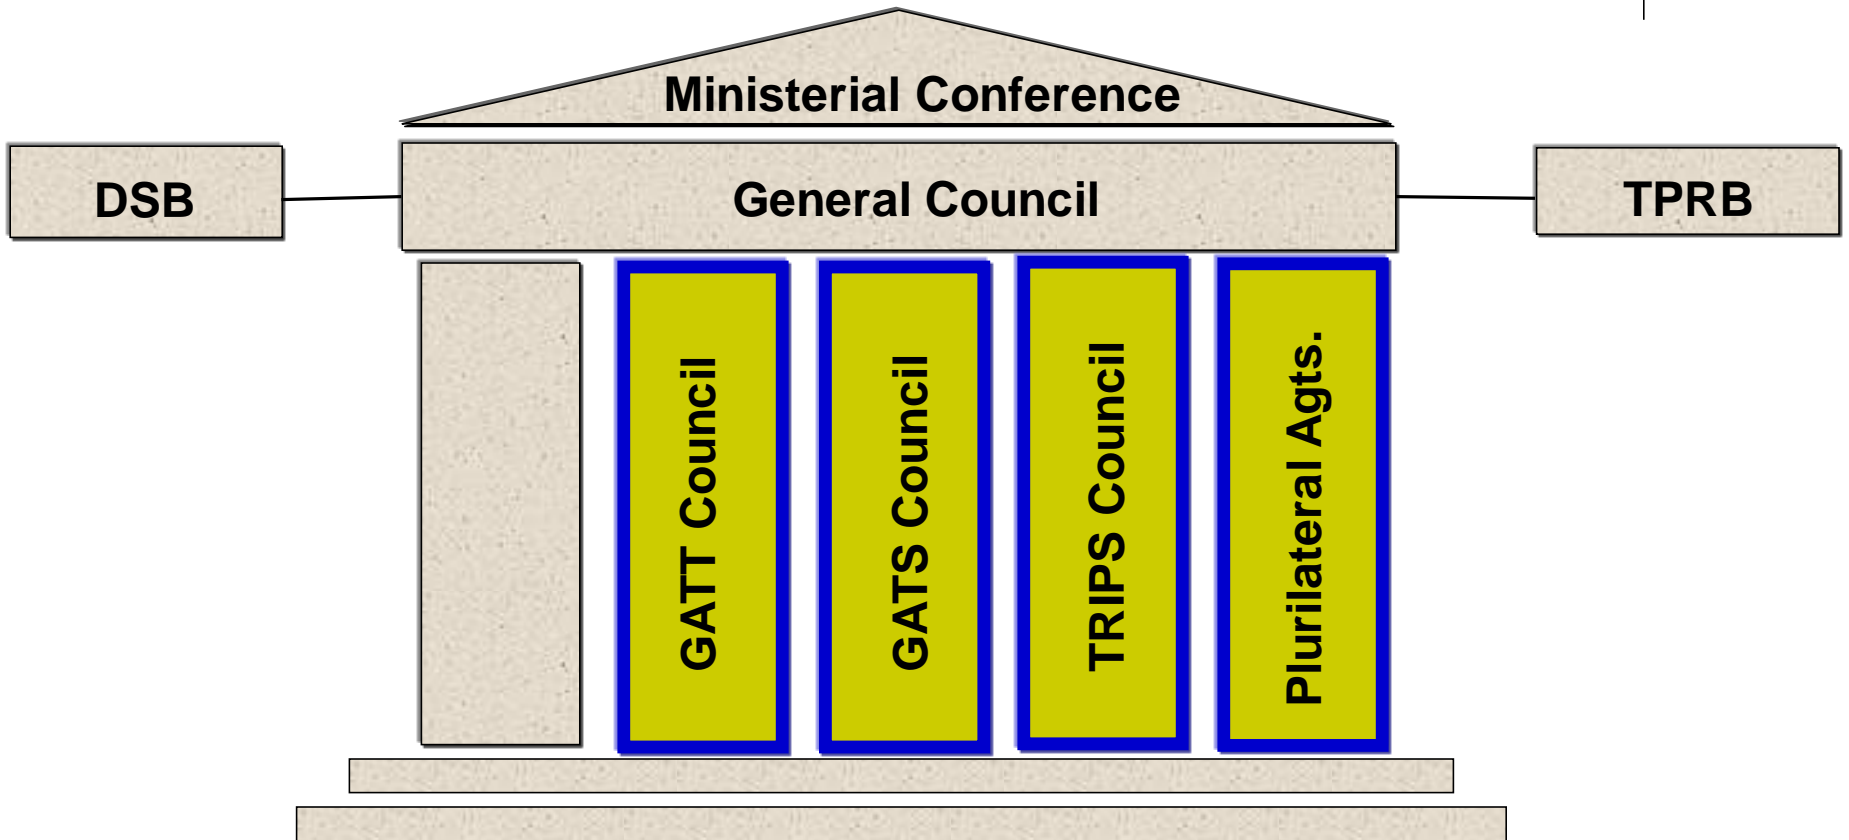 Ministerial Conference
DSB
General Council
TPRB
GATT Council
GATS Council
TRIPS Council
Plurilateral Agts.